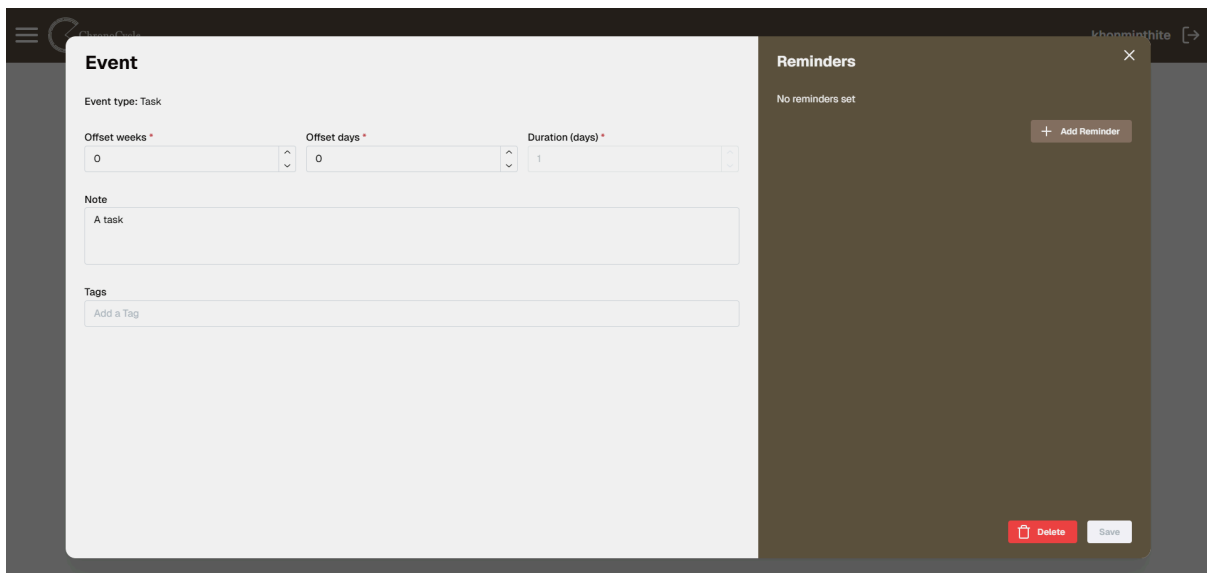 ChronoCycle
khonminthite
Event
Event type: Task
Offset weeks *
Offset days *
Duration (days) *
0
0
1
Note
A task
Tags
Add a Tag
Reminders
No reminders set
Add Reminder
Delete
Save